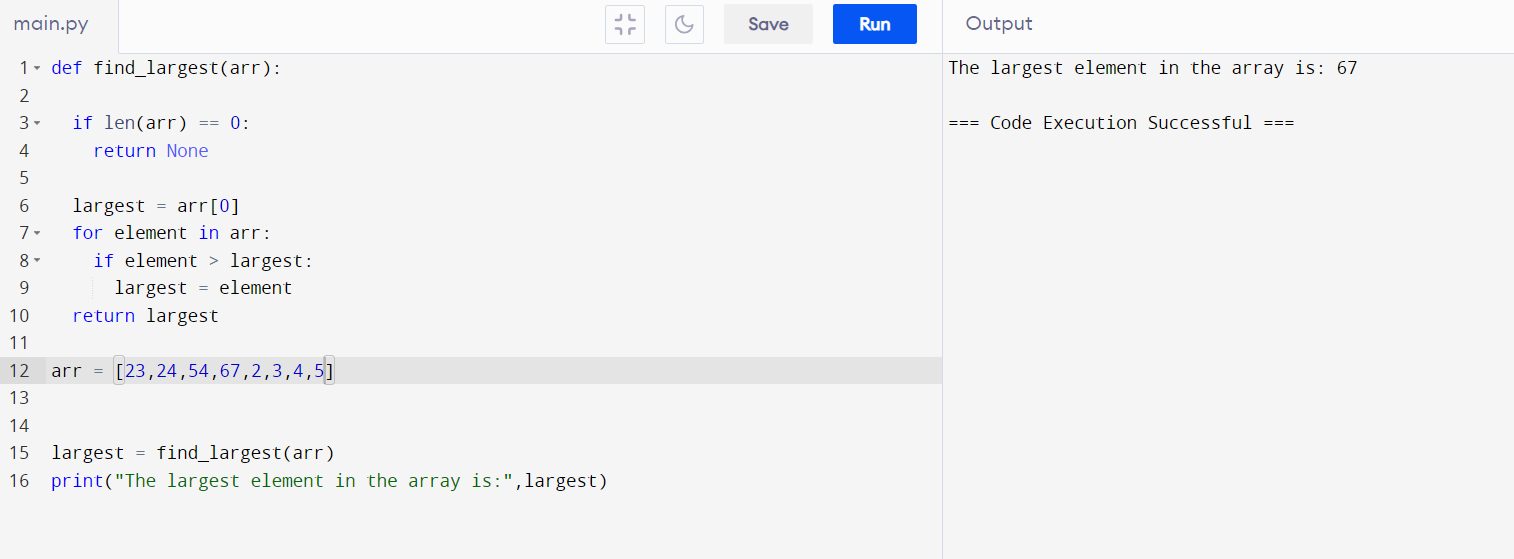 main.py
Save
Run
Output
1 def find_largest(arr):
2
3   if len(arr) == 0:
4     return None
5
6   largest = arr[0]
7   for element in arr:
8     if element > largest:
9       largest = element
10   return largest
11
12 arr = [23,24,54,67,2,3,4,5]
13
14
15 largest = find_largest(arr)
16 print("The largest element in the array is:",largest)
The largest element in the array is: 67
=== Code Execution Successful ===